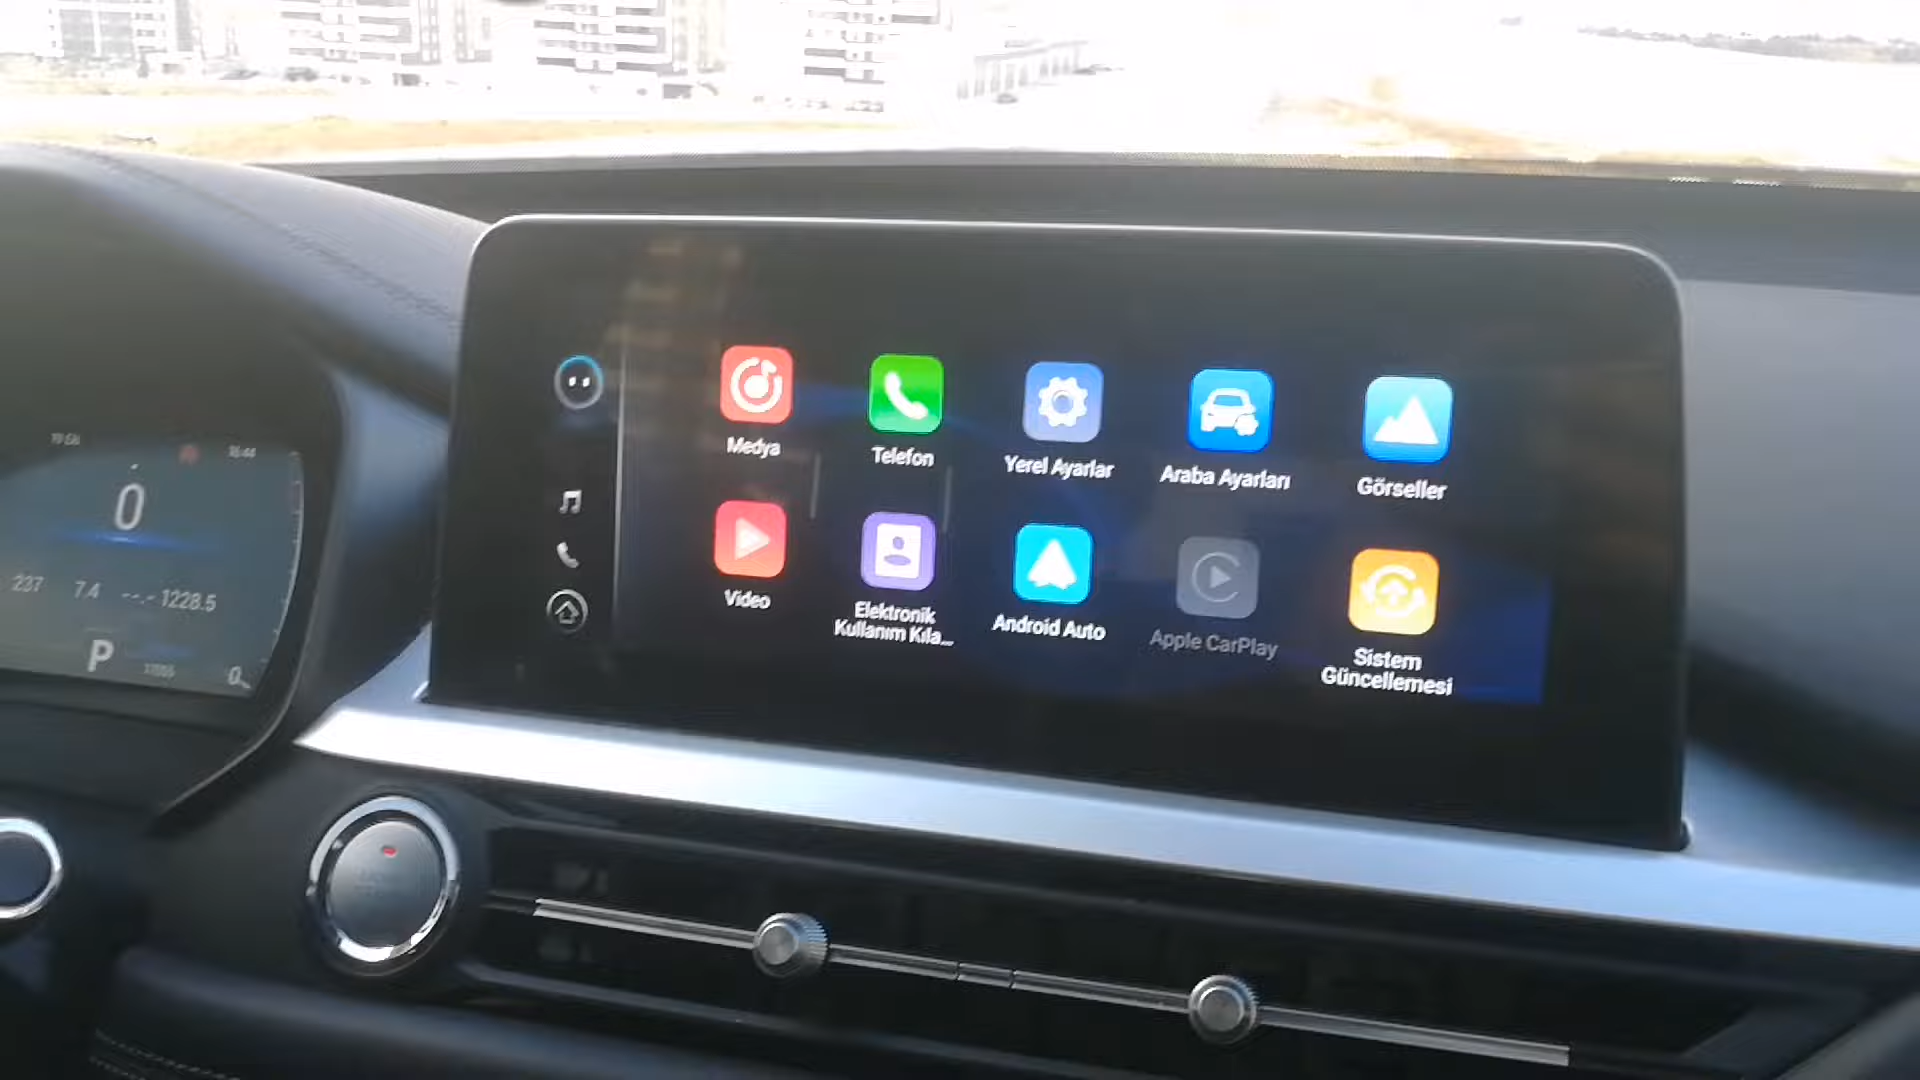 Medya
Telefon
Yerel Ayarlar
Araba Ayarları
Görseller
Video
Elektronik
Kullanım Kıla...
Android Auto
Apple CarPlay
Sistem
Güncellemesi
0
237 7.4 --.- 1228.5
P
0